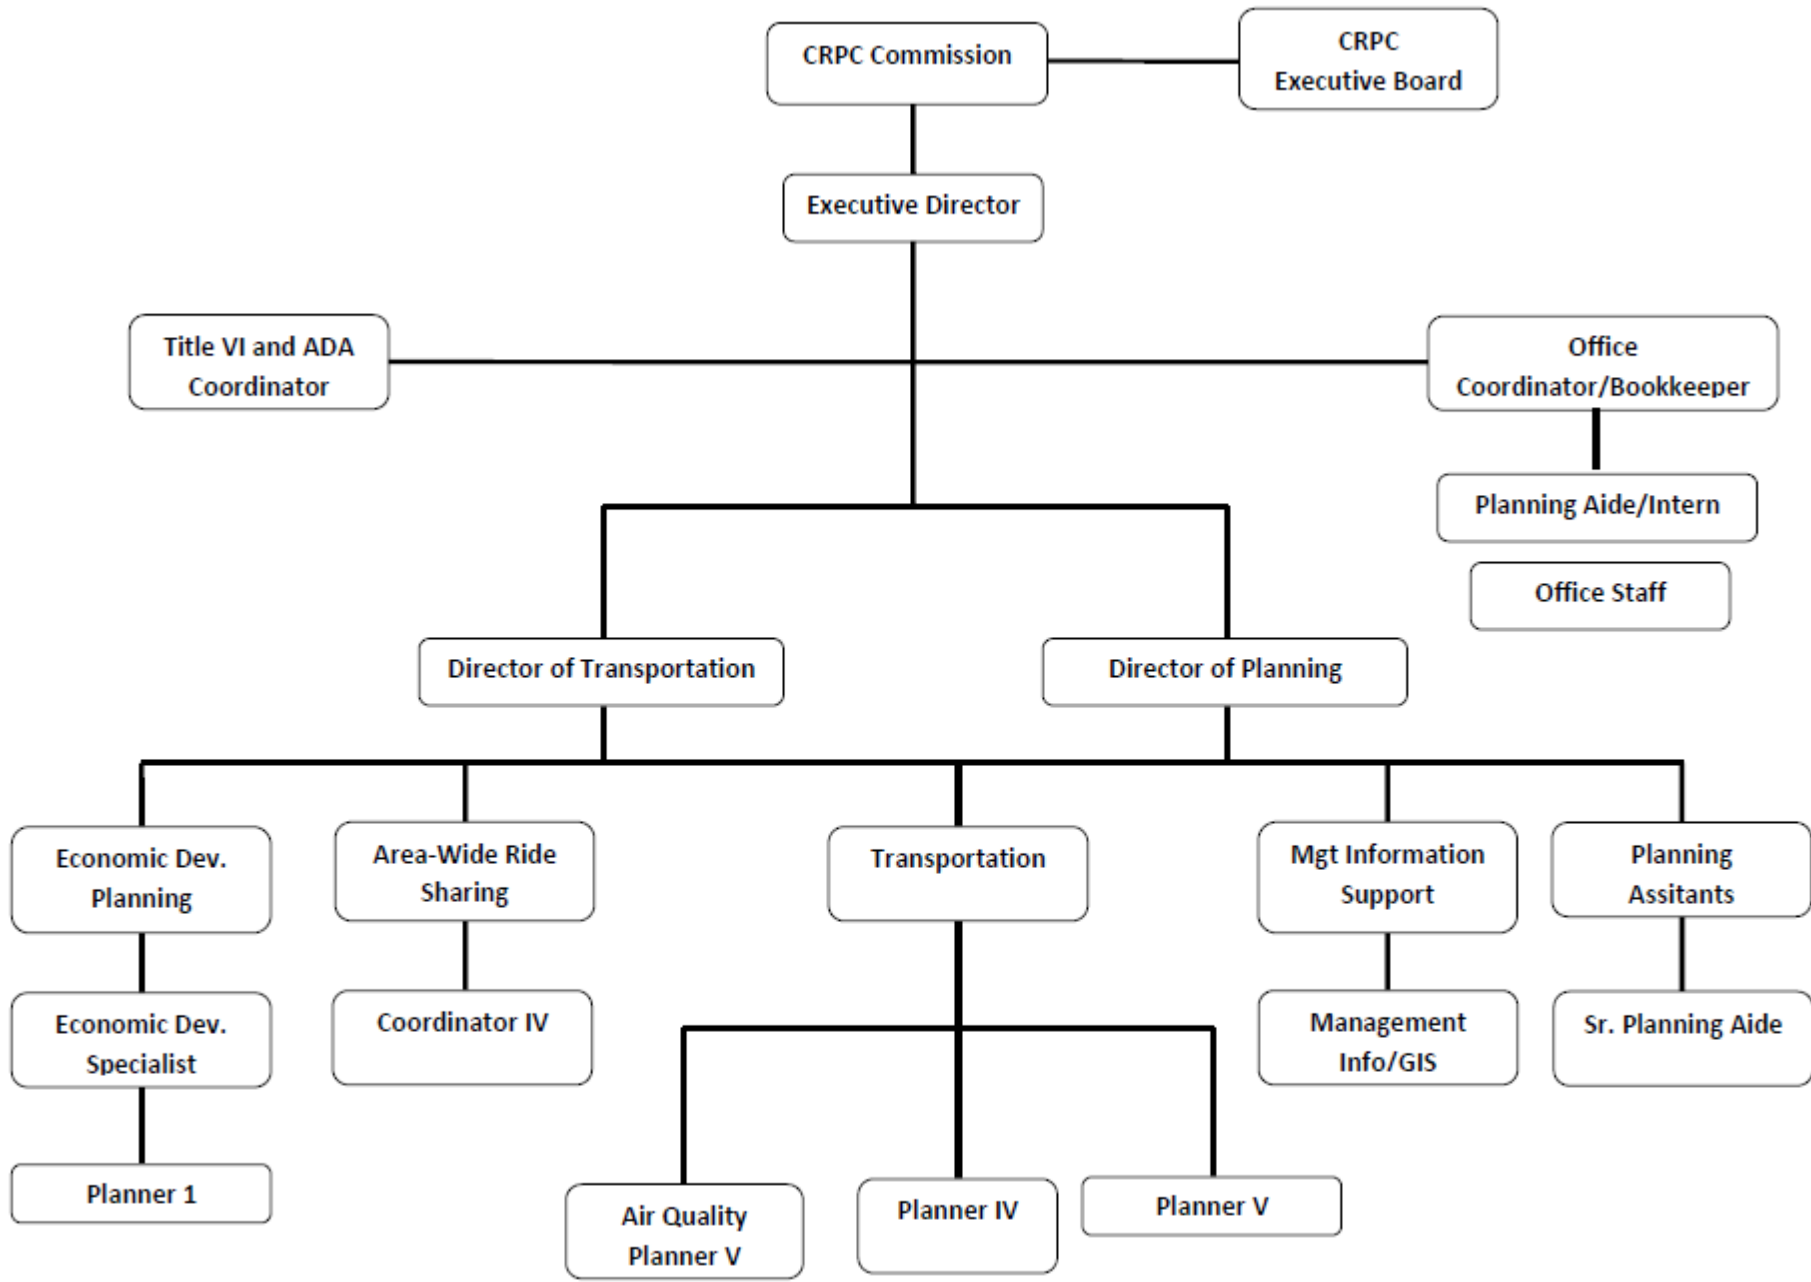 CRPC Commission
CRPC
Executive Board
Executive Director
Title VI and ADA
Coordinator
Office
Coordinator/Bookkeeper
Planning Aide/Intern
Office Staff
Director of Transportation
Director of Planning
Economic Dev.
Planning
Area-Wide Ride
Sharing
Transportation
Mgt Information
Support
Planning
Assitants
Economic Dev.
Specialist
Coordinator IV
Management
Info/GIS
Sr. Planning Aide
Planner 1
Air Quality
Planner V
Planner IV
Planner V